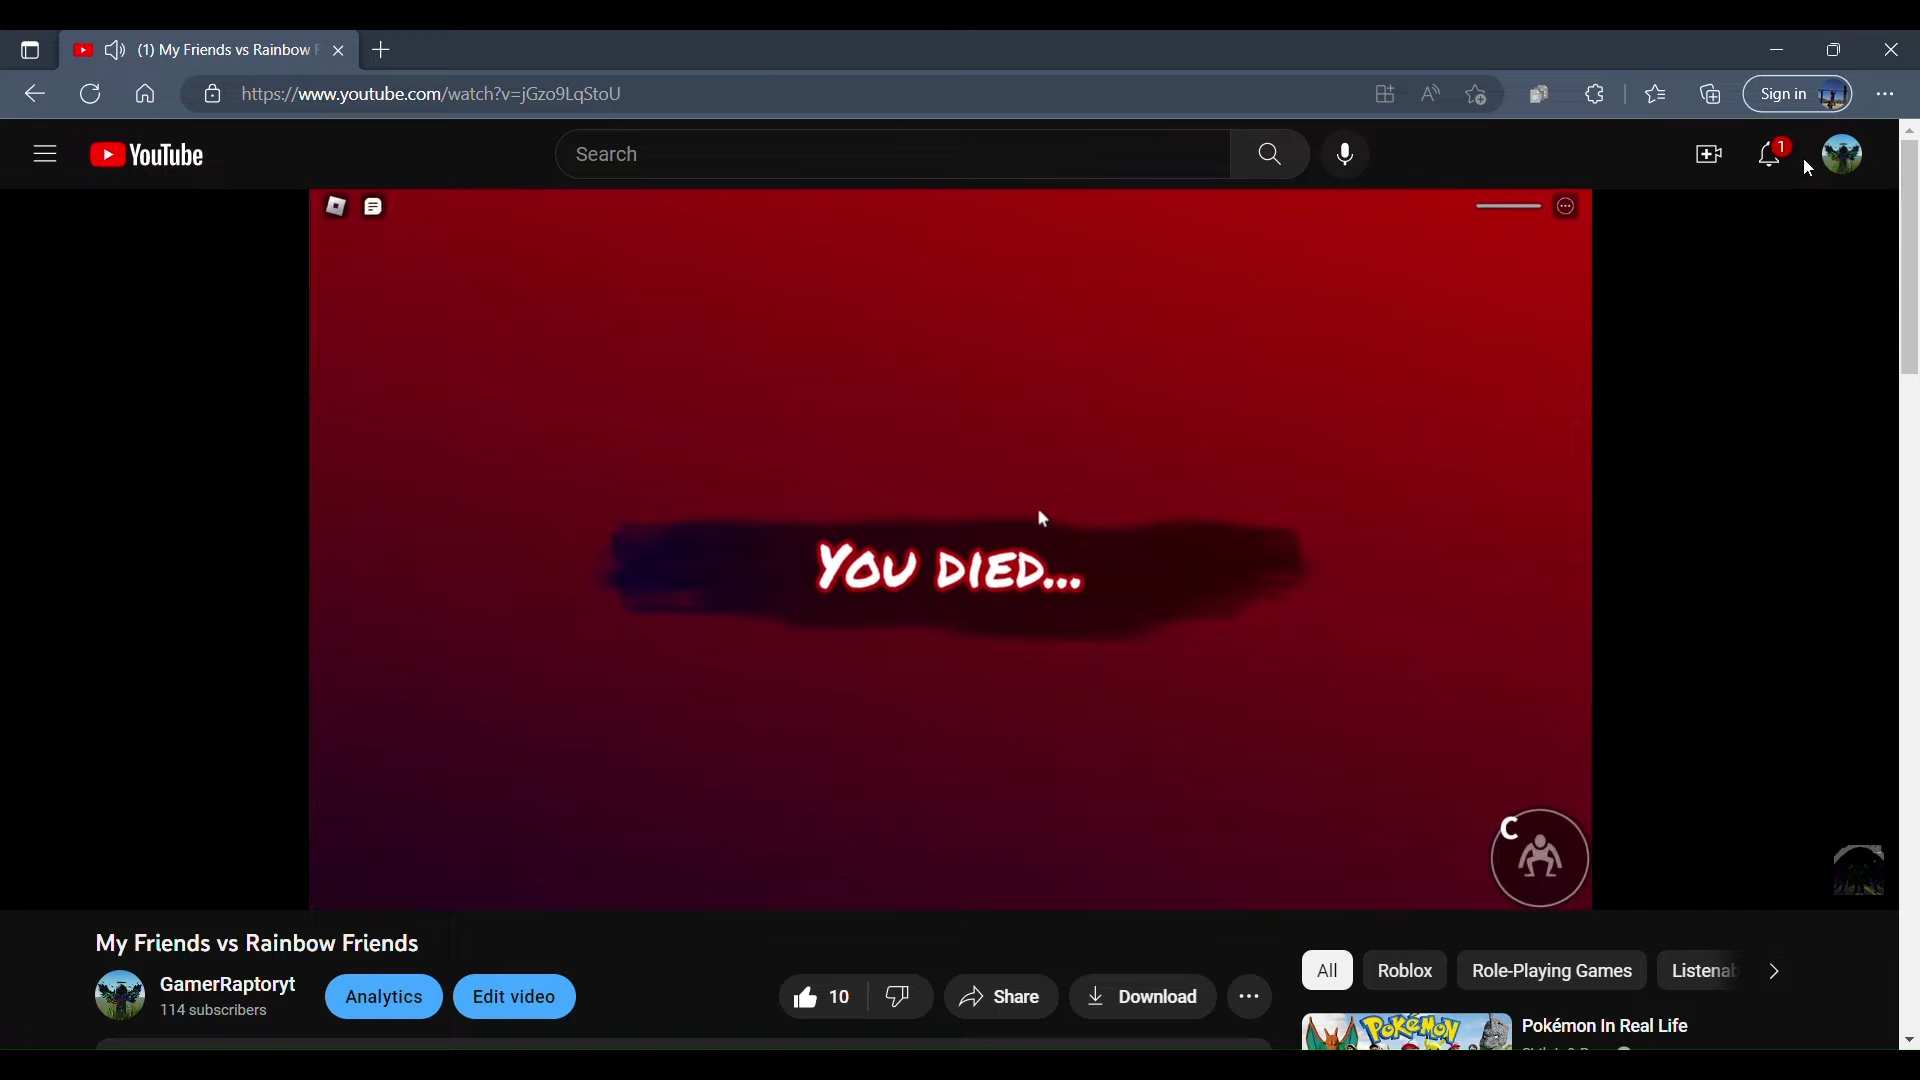 (1) My Friends vs Rainbow F
https://www.youtube.com/watch?v=jGzo9LqStoU
Sign in
YouTube
Search
1
YOU DIED...
C
My Friends vs Rainbow Friends
GamerRaptoryt
114 subscribers
Analytics
Edit video
10
Share
Download
All
Roblox
Role-Playing Games
Listenab
POKéMON
Pokémon In Real Life